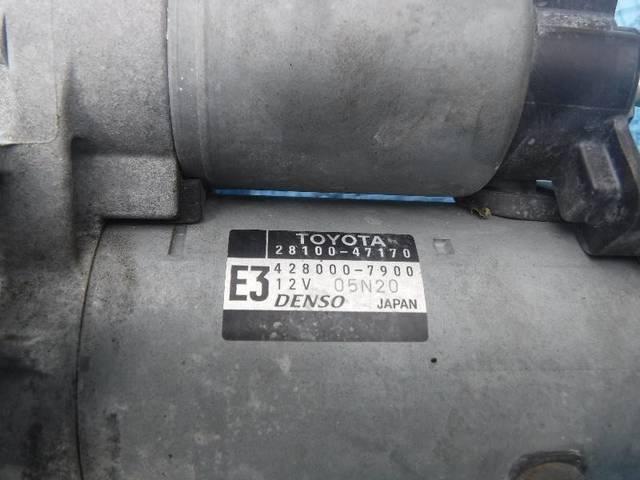 TOYOTA
28100-47170
E3
428000-7900
12V 05N20
DENSO JAPAN